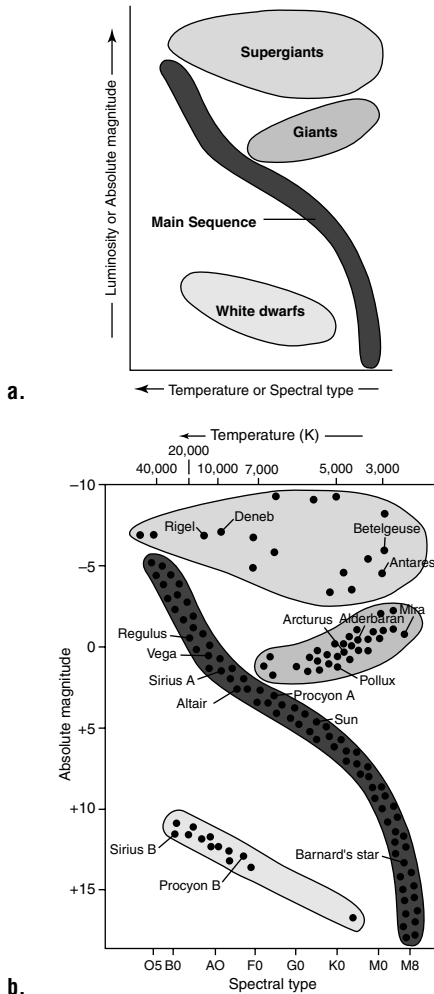 Supergiants
Giants
Main Sequence
White dwarfs
Luminosity or Absolute magnitude
Temperature or Spectral type
a.
Temperature (K)
20,000
40,000 10,000 7,000 5,000 3,000
–10
–5
0
+5
+10
+15
Absolute magnitude
Rigel
Deneb
Betelgeuse
Antares
Mira
Arcturus
Alderbaran
Regulus
Vega
Sirius A
Altair
Pollux
Procyon A
Sun
Sirius B
Procyon B
Barnard's star
O5 B0 AO F0 G0 K0 M0 M8
Spectral type
b.